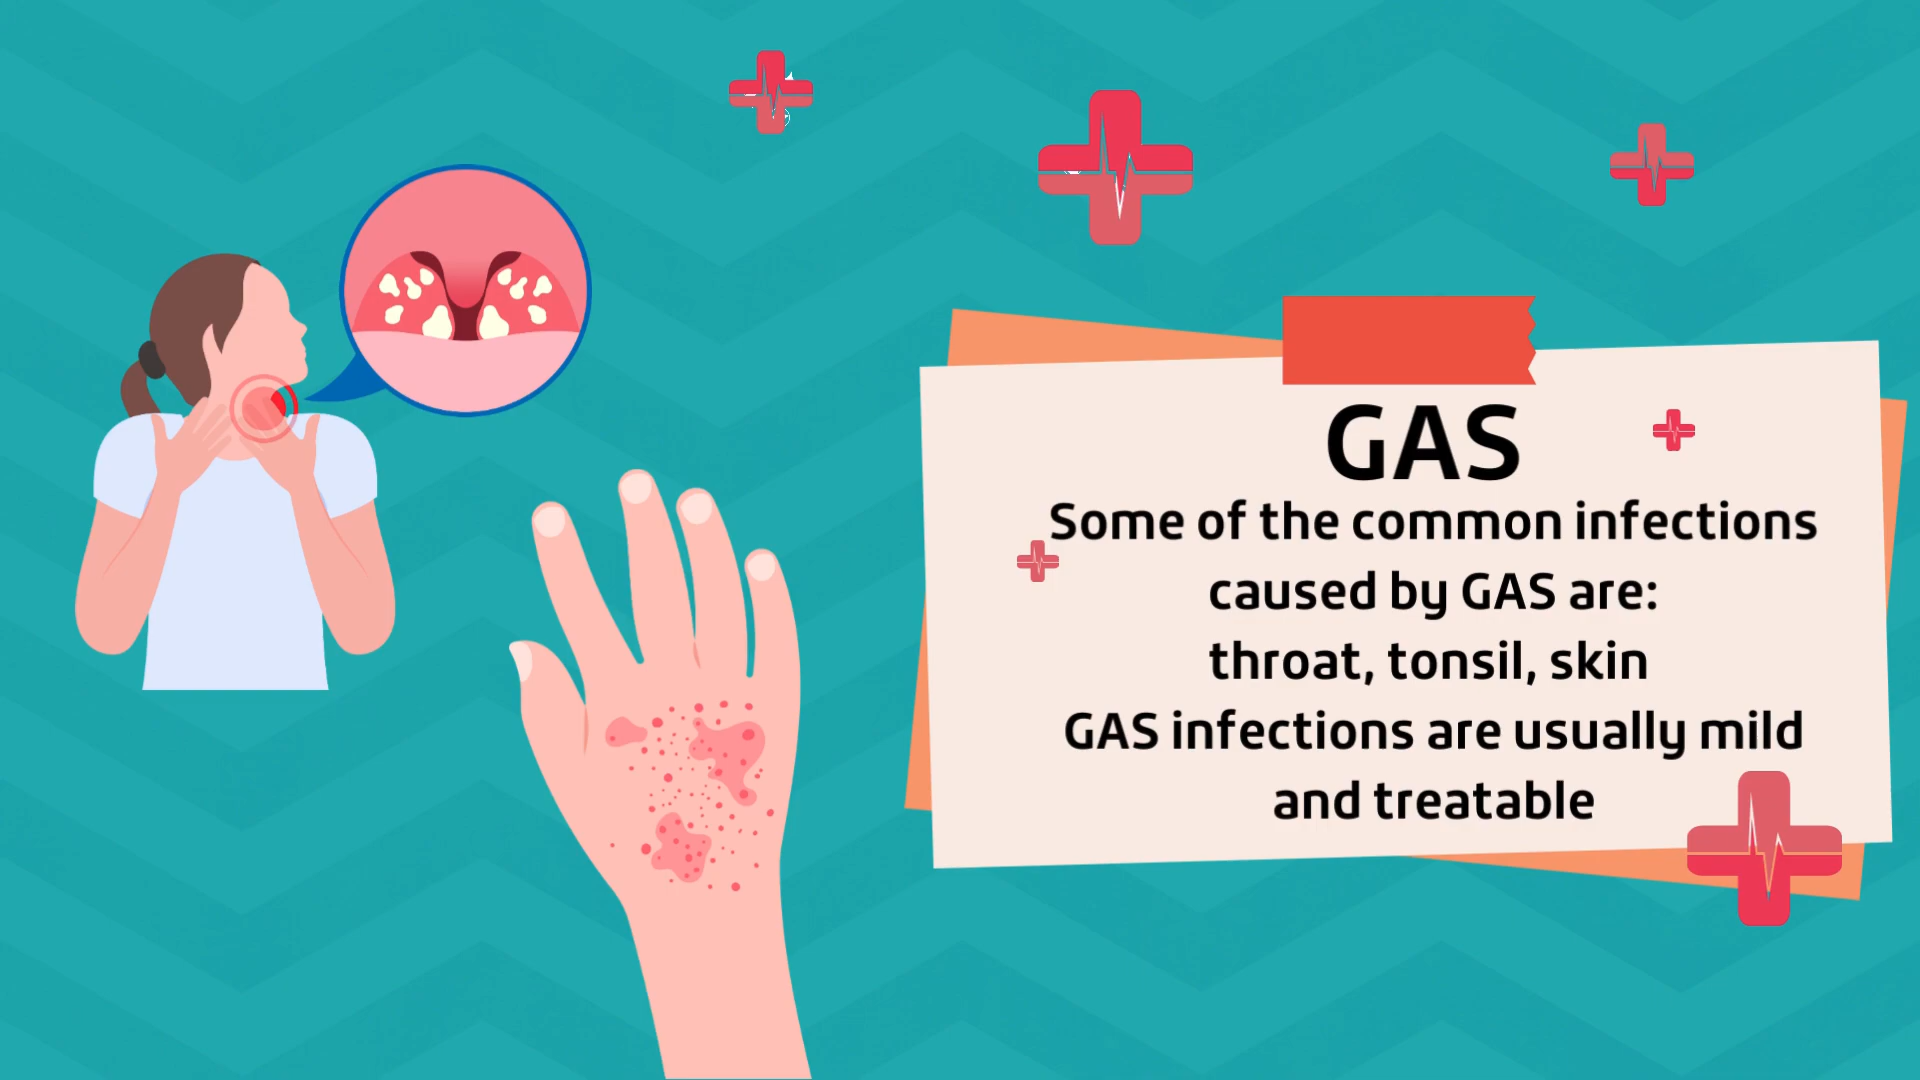 GAS
Some of the common infections
caused by GAS are:
throat, tonsil, skin
GAS infections are usually mild
and treatable